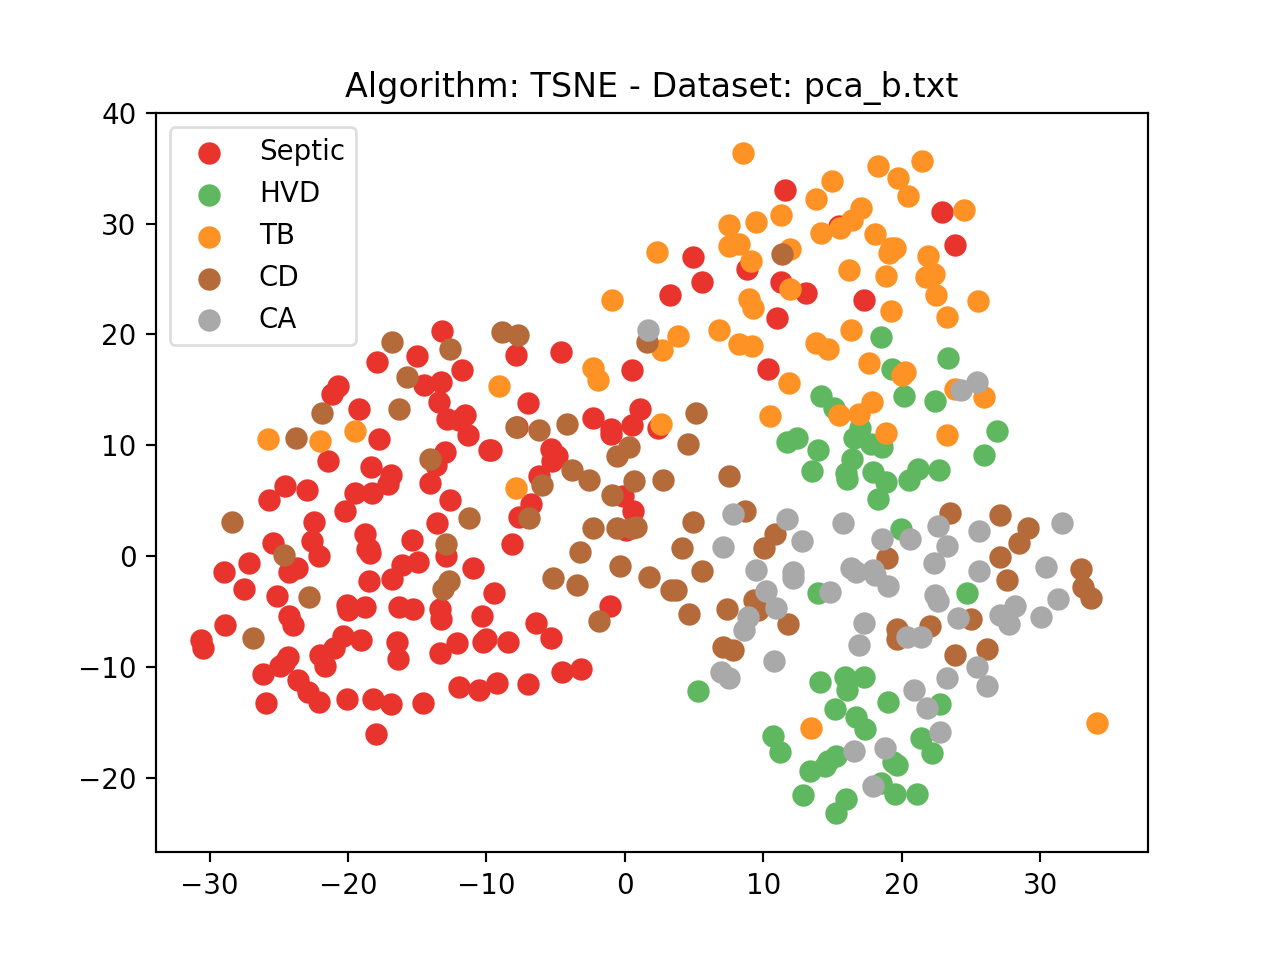 Algorithm: TSNE - Dataset: pca_b.txt
40
30
20
10
0
−10
−20
Septic
HVD
TB
CD
CA
−30 −20 −10 0 10 20 30